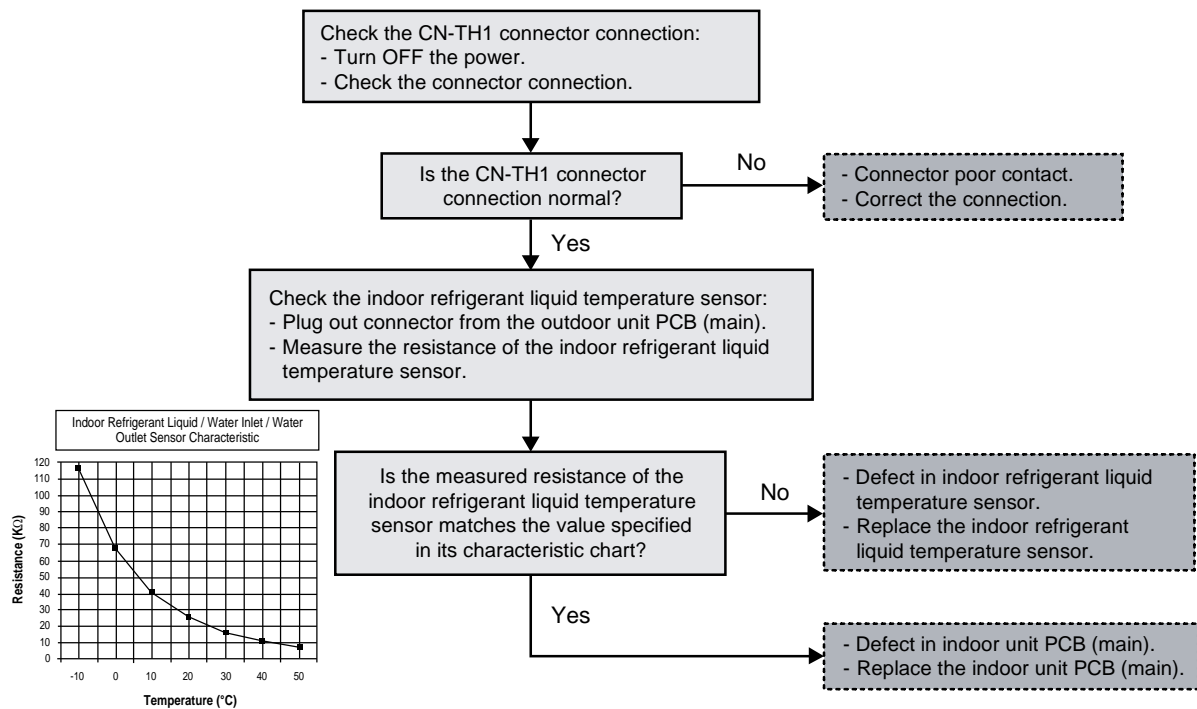 Check the CN-TH1 connector connection:
- Turn OFF the power.
- Check the connector connection.
Is the CN-TH1 connector
connection normal?
No
- Connector poor contact.
- Correct the connection.
Yes
Check the indoor refrigerant liquid temperature sensor:
- Plug out connector from the outdoor unit PCB (main).
- Measure the resistance of the indoor refrigerant liquid
temperature sensor.
Indoor Refrigerant Liquid / Water Inlet / Water
Outlet Sensor Characteristic
Resistance (KΩ)
120
110
100
90
80
70
60
50
40
30
20
10
0
-10 0 10 20 30 40 50
Temperature (°C)
Is the measured resistance of the
indoor refrigerant liquid temperature
sensor matches the value specified
in its characteristic chart?
No
- Defect in indoor refrigerant liquid
temperature sensor.
- Replace the indoor refrigerant
liquid temperature sensor.
Yes
- Defect in indoor unit PCB (main).
- Replace the indoor unit PCB (main).